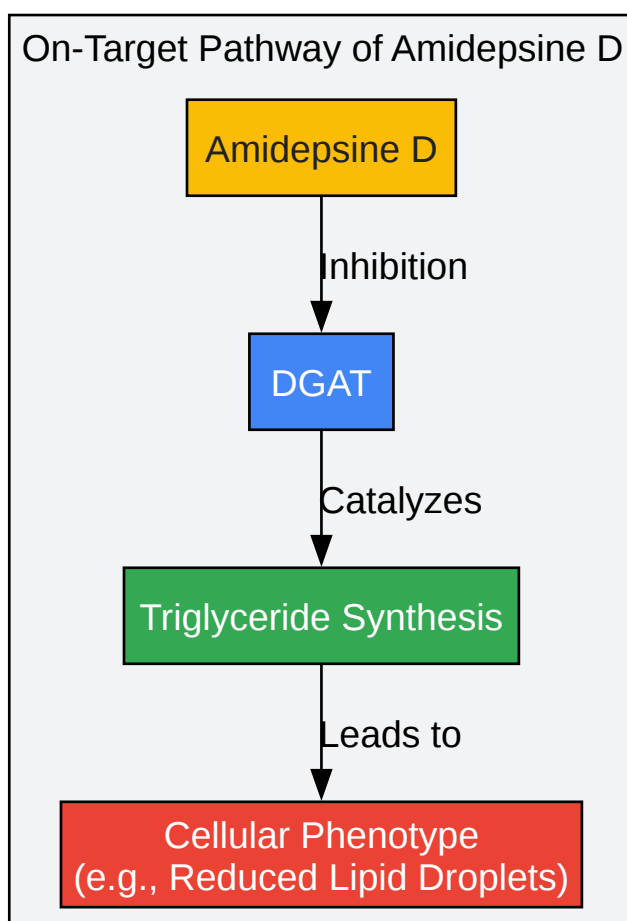 On-Target Pathway of Amidepsine D
Amidepsine D
Inhibition
DGAT
Catalyzes
Triglyceride Synthesis
Leads to
Cellular Phenotype
(e.g., Reduced Lipid Droplets)